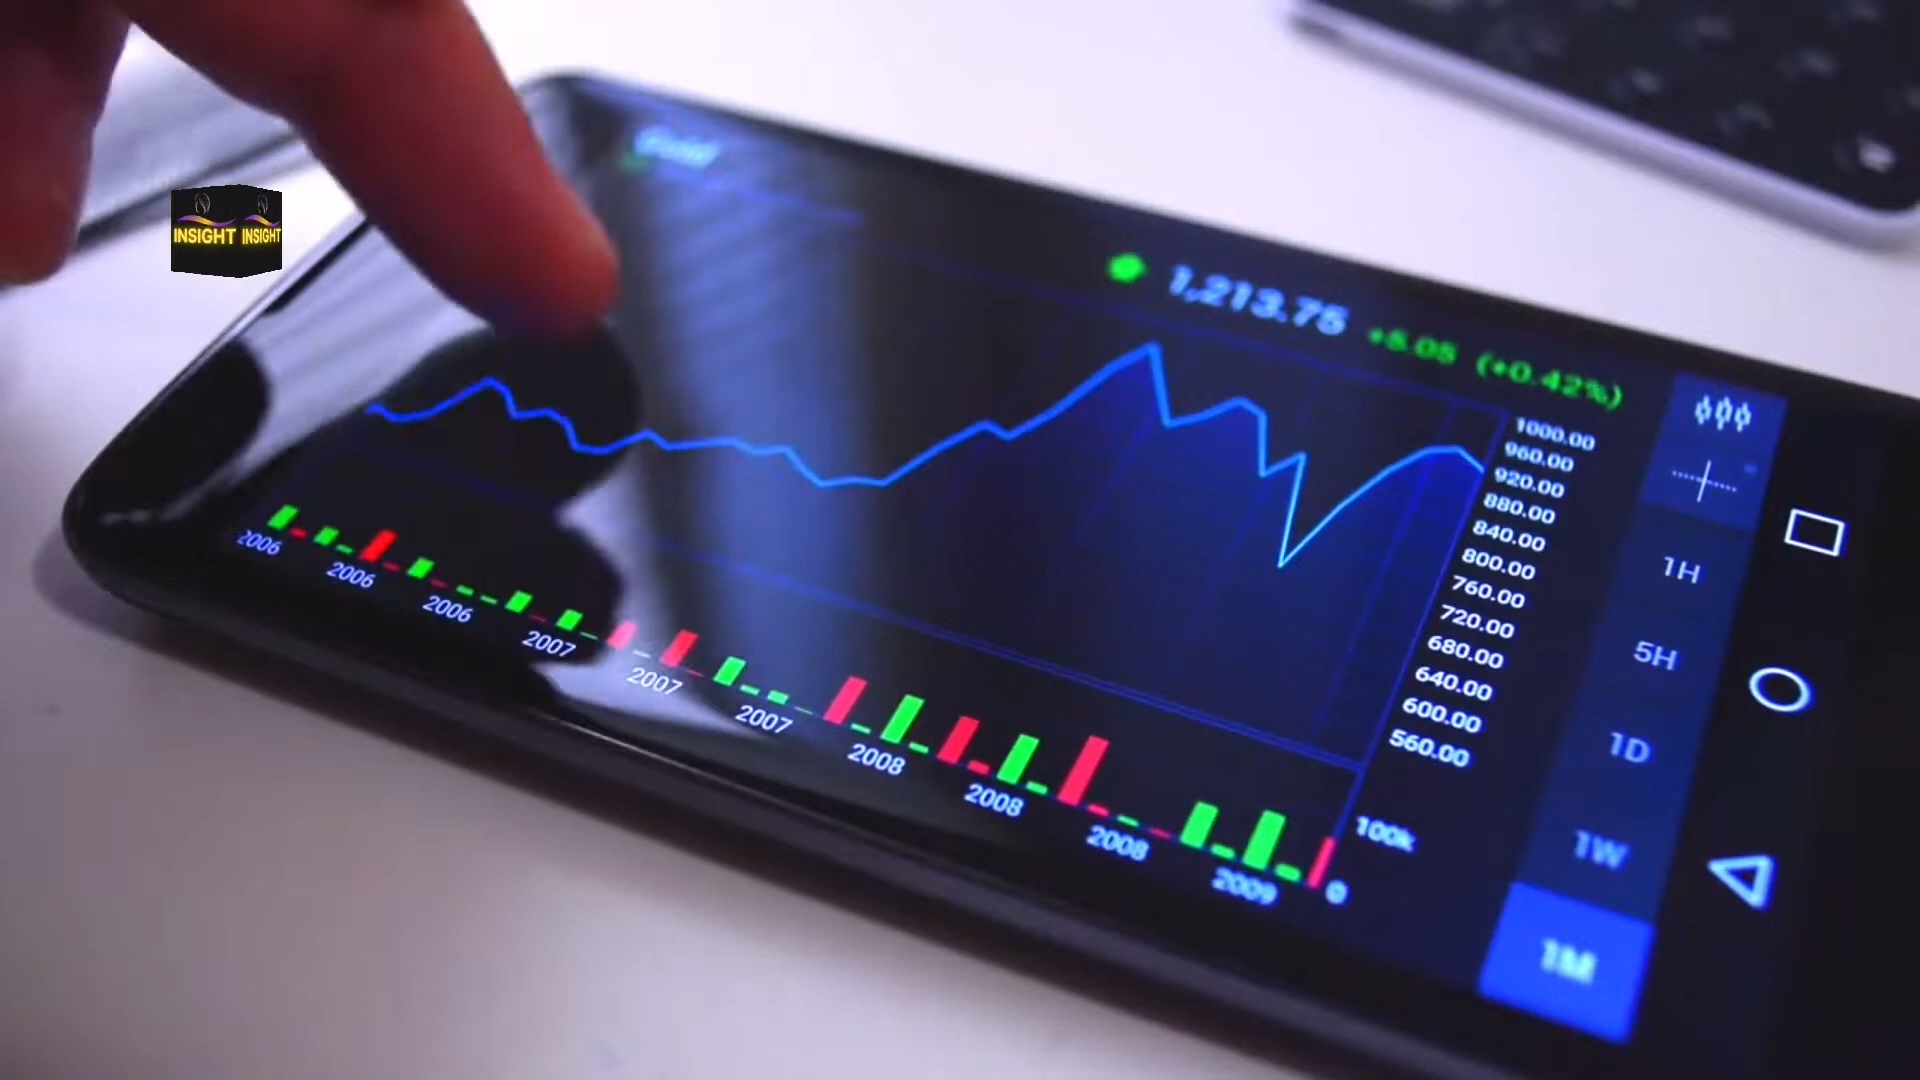 INSIGHT INSIGHT
1,213.75 +5.05 (+0.42%)
1000.00
960.00
920.00
880.00
840.00
800.00
760.00
720.00
680.00
640.00
600.00
560.00
100k
0
2006
2006
2006
2007
2007
2007
2008
2008
2008
2009
1H
5H
1D
1W
1M